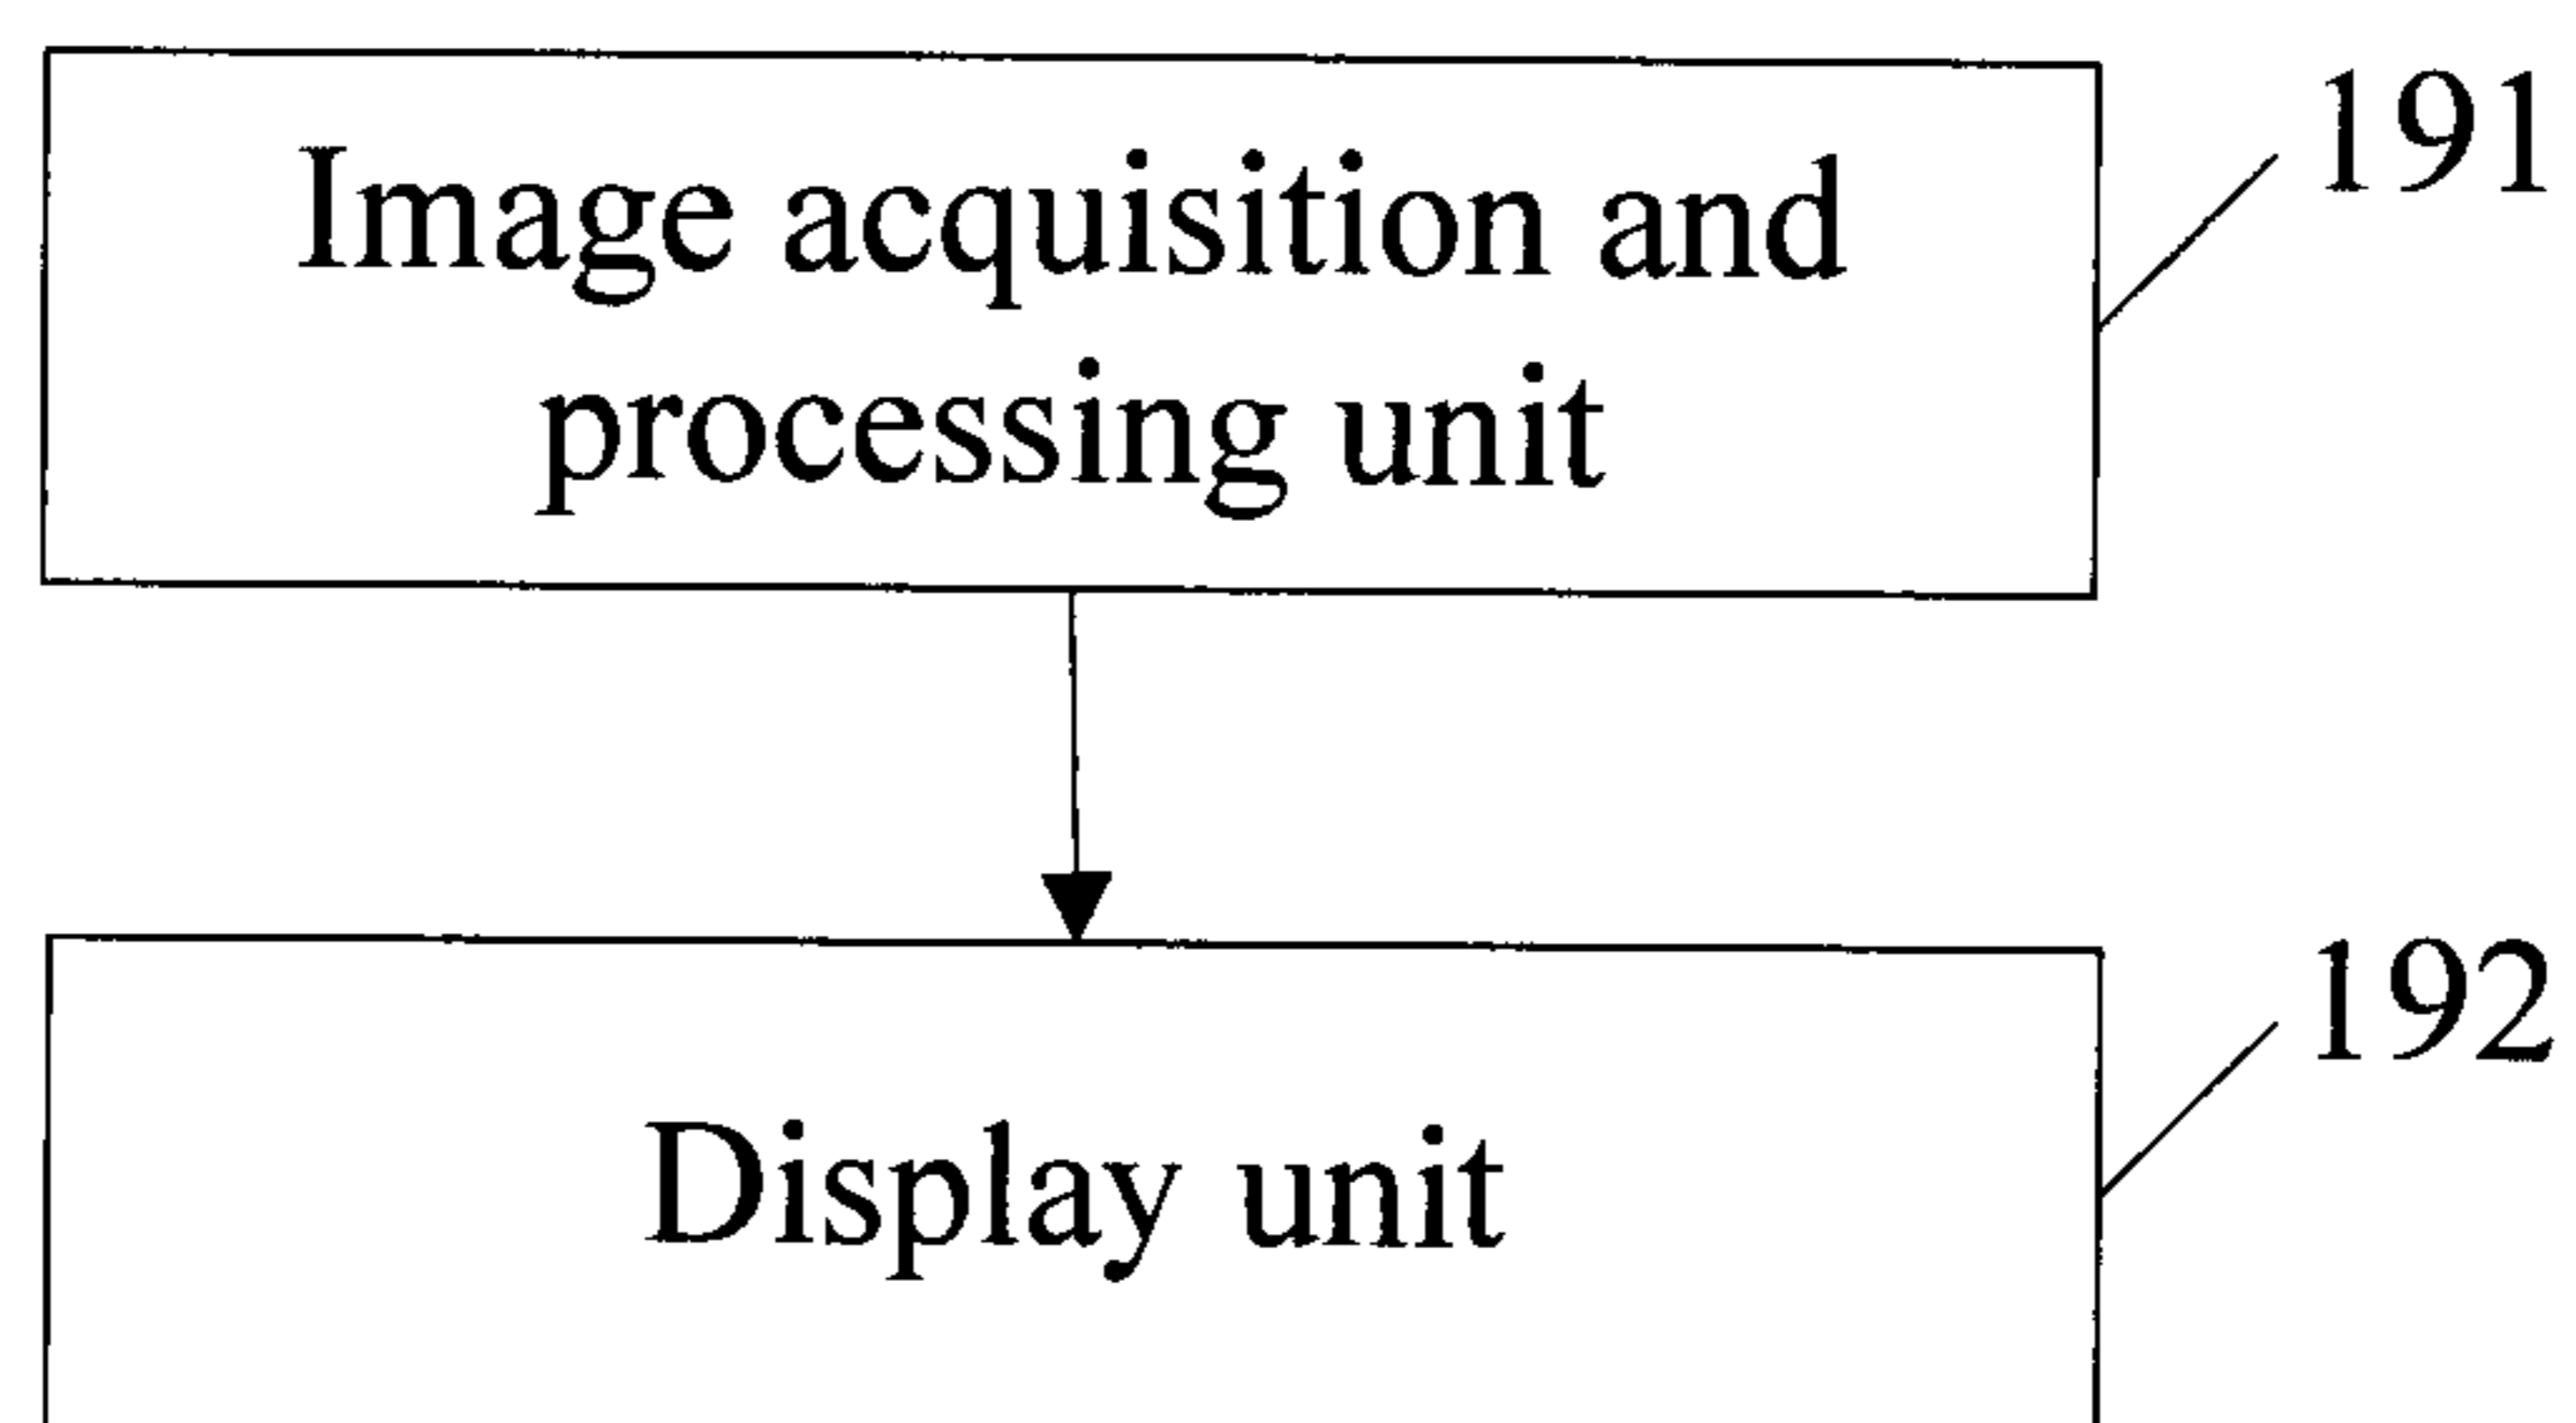 191
Image acquisition and
processing unit
192
Display unit